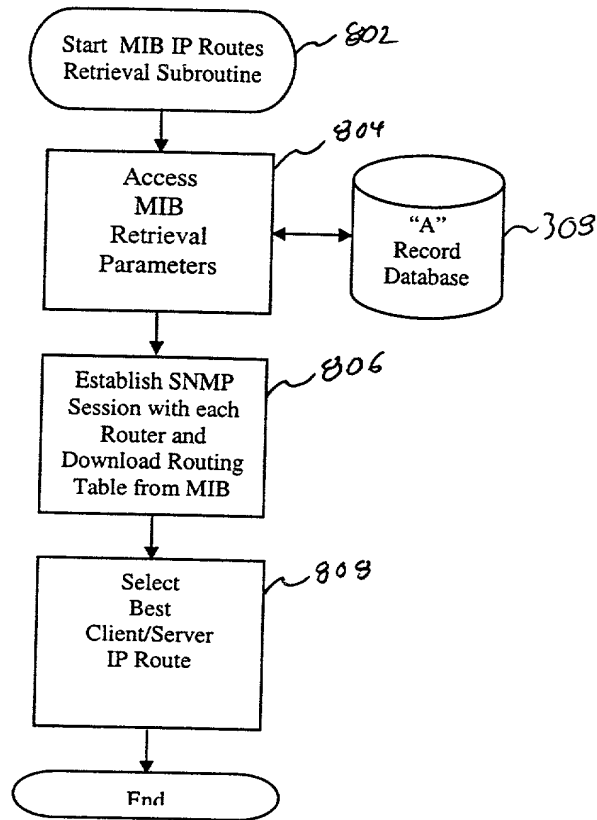 Start MIB IP Routes
Retrieval Subroutine
802
Access
MIB
Retrieval
Parameters
804
"A"
Record
Database
308
Establish SNMP
Session with each
Router and
Download Routing
Table from MIB
806
Select
Best
Client/Server
IP Route
808
End